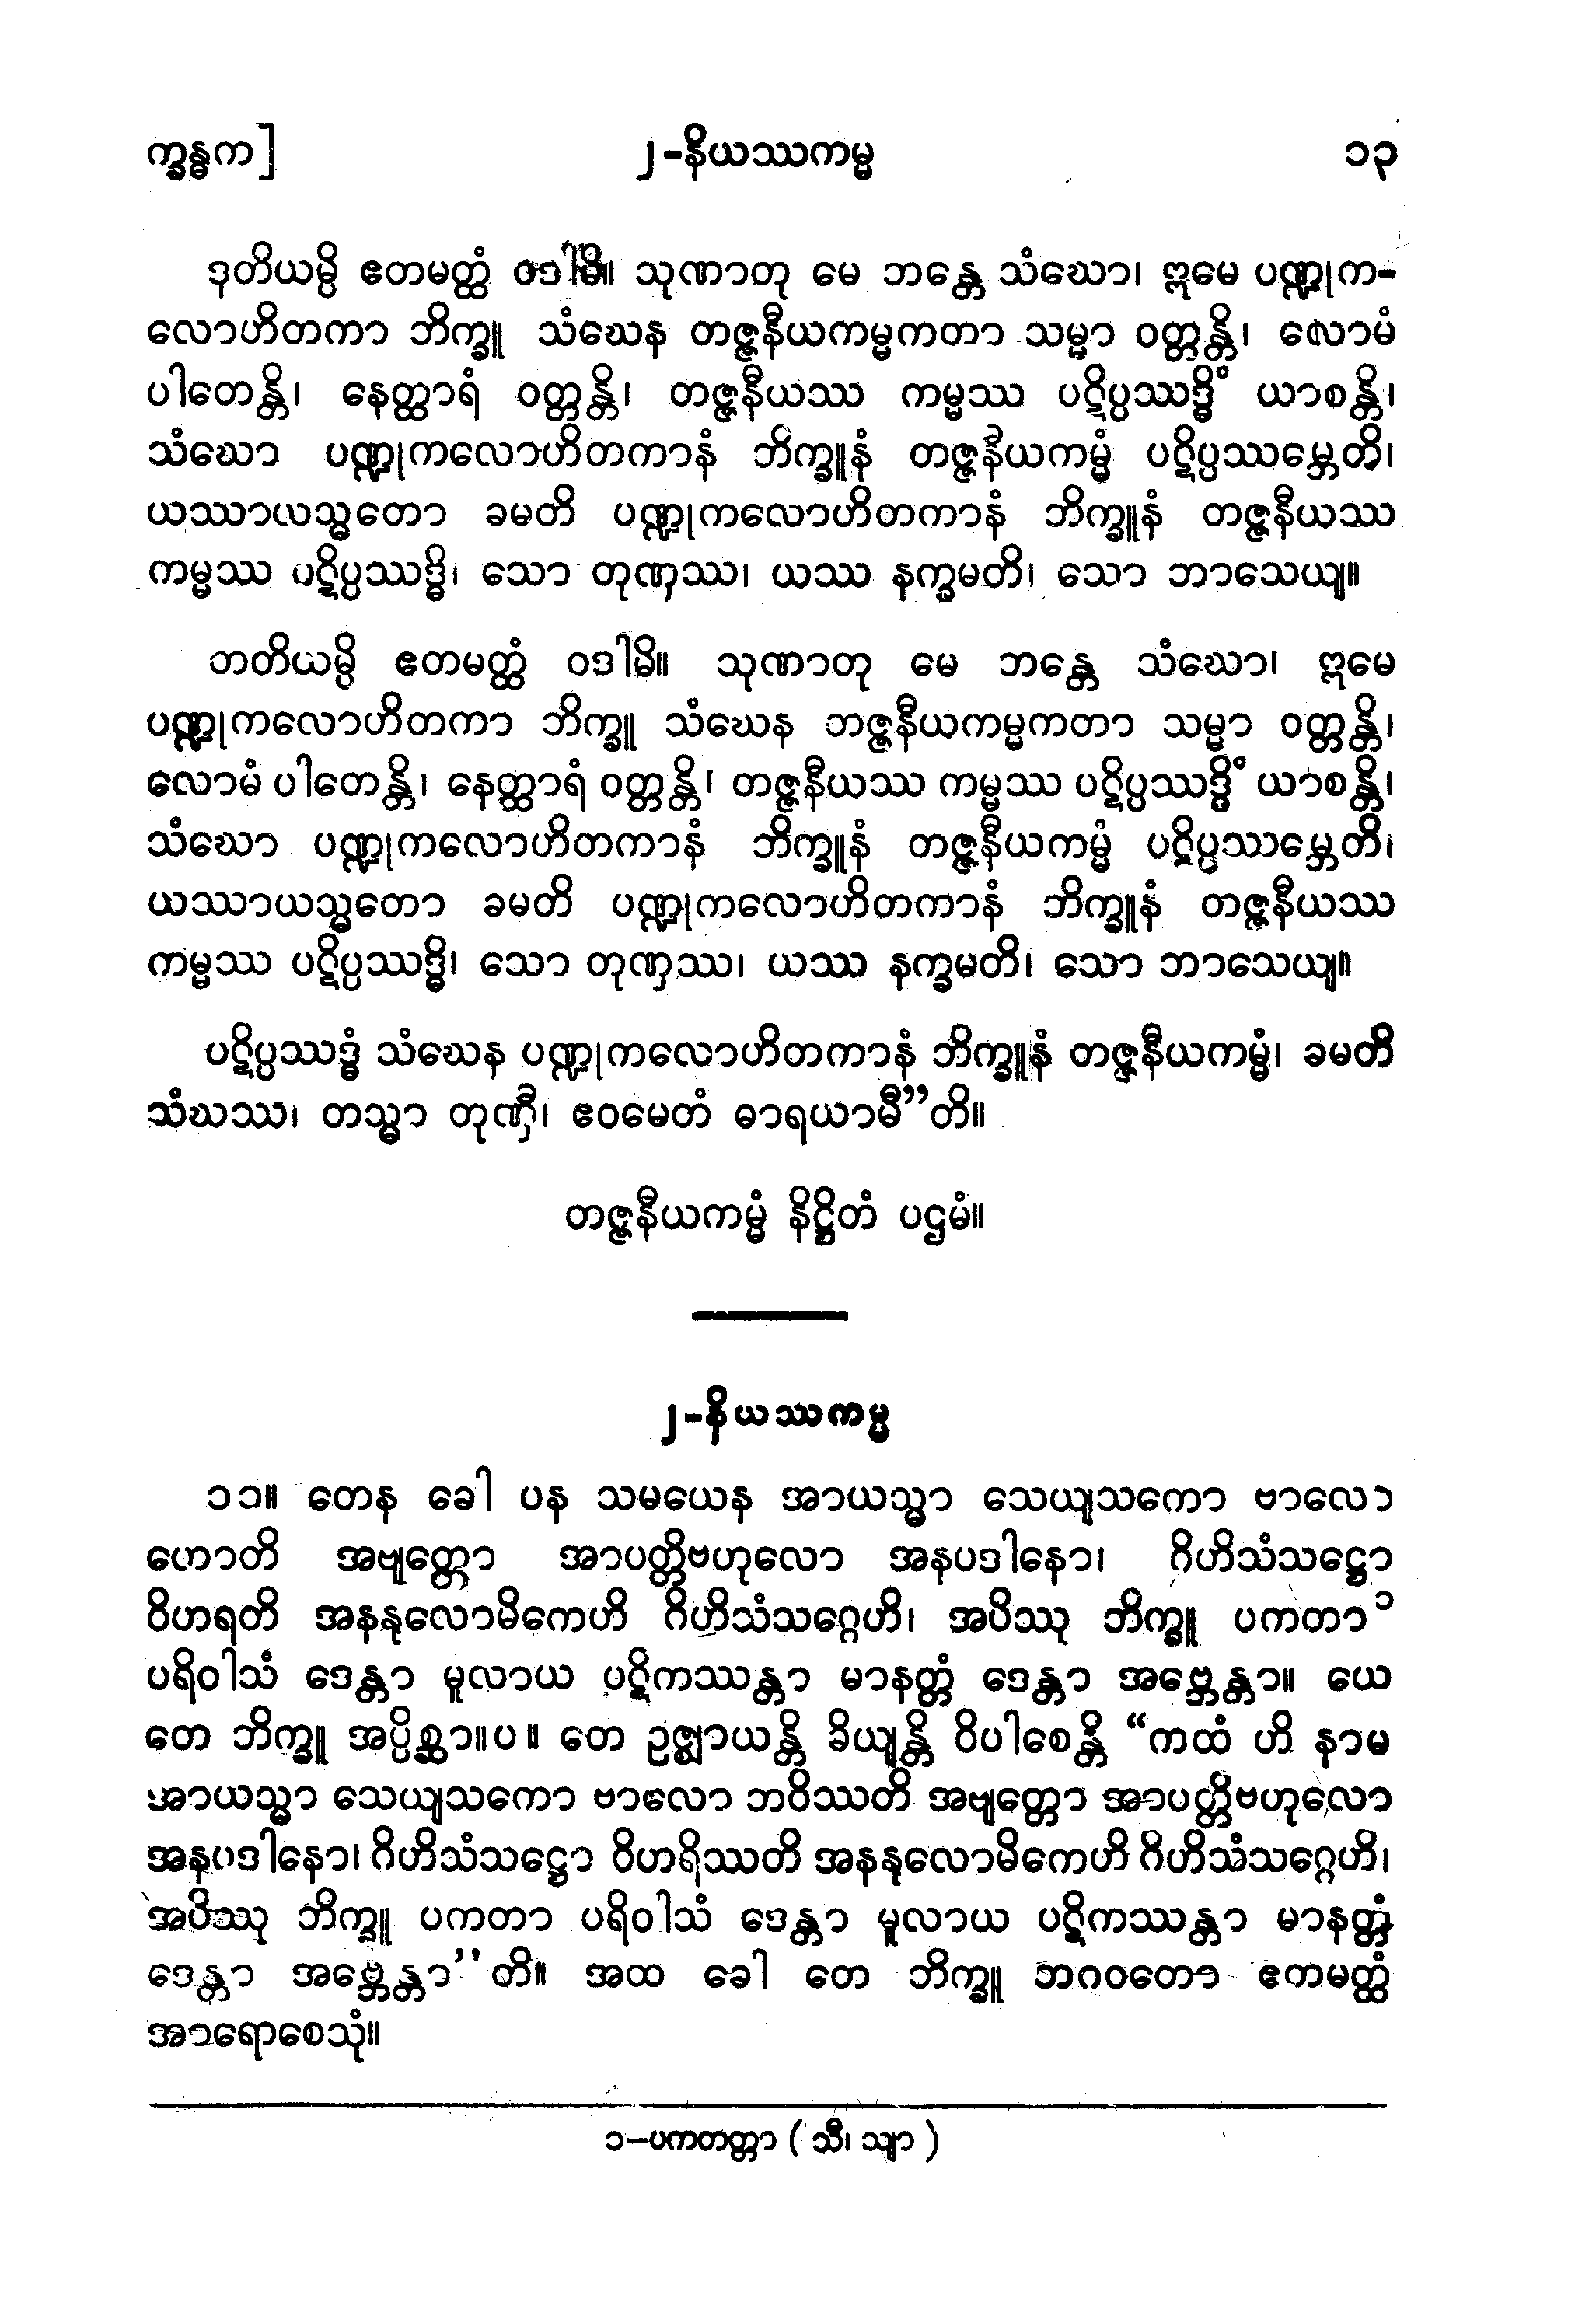 က္ခန္ဓက] ၂-နိယဿကမ္မ ၁၃
ဒုတိယမ္ပိ ဧတမတ္ထံ ဝဒါမိ။ သုဏာတု မေ ဘန္တေ သံဃော၊ ဣမေ ပဏ္ဍုက-
လောဟိတကာ ဘိက္ခူ သံဃေန တဇ္ဇနီယကမ္မကတာ သမ္မာ ဝတ္တန္တိ၊ လောမံ
ပါတေန္တိ၊ နေတ္ထာရံ ဝတ္တန္တိ၊ တဇ္ဇနီယဿ ကမ္မဿ ပဋိပ္ပဿဒ္ဓိံ ယာစန္တိ၊
သံဃော ပဏ္ဍုကလောဟိတကာနံ ဘိက္ခူနံ တဇ္ဇနီယကမ္မံ ပဋိပ္ပဿမ္ဘေတိ၊
ယဿာယသ္မတော ခမတိ ပဏ္ဍုကလောဟိတကာနံ ဘိက္ခူနံ တဇ္ဇနီယဿ
ကမ္မဿ ပဋိပ္ပဿဒ္ဓိ၊ သော တုဏှဿ၊ ယဿ နက္ခမတိ၊ သော ဘာသေယျ။
တတိယမ္ပိ ဧတမတ္ထံ ဝဒါမိ။ သုဏာတု မေ ဘန္တေ သံဃော၊ ဣမေ
ပဏ္ဍုကလောဟိတကာ ဘိက္ခူ သံဃေန တဇ္ဇနီယကမ္မကတာ သမ္မာ ဝတ္တန္တိ၊
လောမံ ပါတေန္တိ၊ နေတ္ထာရံ ဝတ္တန္တိ၊ တဇ္ဇနီယဿ ကမ္မဿ ပဋိပ္ပဿဒ္ဓိံ ယာစန္တိ၊
သံဃော ပဏ္ဍုကလောဟိတကာနံ ဘိက္ခူနံ တဇ္ဇနီယကမ္မံ ပဋိပ္ပဿမ္ဘေတိ၊
ယဿာယသ္မတော ခမတိ ပဏ္ဍုကလောဟိတကာနံ ဘိက္ခူနံ တဇ္ဇနီယဿ
ကမ္မဿ ပဋိပ္ပဿဒ္ဓိ၊ သော တုဏှဿ၊ ယဿ နက္ခမတိ၊ သော ဘာသေယျ။
ပဋိပ္ပဿဒ္ဓံ သံဃေန ပဏ္ဍုကလောဟိတကာနံ ဘိက္ခူနံ တဇ္ဇနီယကမ္မံ၊ ခမတိ
သံဃဿ၊ တသ္မာ တုဏှီ၊ ဧဝမေတံ ဓာရယာမီ”တိ။
တဇ္ဇနီယကမ္မံ နိဋ္ဌိတံ ပဌမံ။
၂-နိယဿကမ္မ
၁၁။ တေန ခေါ ပန သမယေန အာယသ္မာ သေယျသကော ဗာလော
ဟောတိ အဗျတ္တော အာပတ္တိဗဟုလော အနပဒါနော၊ ဂိဟိသံသဋ္ဌော
ဝိဟရတိ အနနုလောမိကေဟိ ဂိဟိသံသဂ္ဂေဟိ၊ အပိဿု ဘိက္ခူ ပကတာ ၁
ပရိဝါသံ ဒေန္တာ မူလာယ ပဋိကဿန္တာ မာနတ္တံ ဒေန္တာ အဗ္ဘေန္တာ။ ယေ
တေ ဘိက္ခူ အပ္ပိစ္ဆာ။ပ။ တေ ဥဇ္ဈာယန္တိ ခိယျန္တိ ဝိပါစေန္တိ “ကထံ ဟိ နာမ
အာယသ္မာ သေယျသကော ဗာလော ဘဝိဿတိ အဗျတ္တော အာပတ္တိဗဟုလော
အနပဒါနော၊ ဂိဟိသံသဋ္ဌော ဝိဟရိဿတိ အနနုလောမိကေဟိ ဂိဟိသံသဂ္ဂေဟိ၊
အပိဿု ဘိက္ခူ ပကတာ ပရိဝါသံ ဒေန္တာ မူလာယ ပဋိကဿန္တာ မာနတ္တံ
ဒေန္တာ အဗ္ဘေန္တာ”တိ။ အထ ခေါ တေ ဘိက္ခူ ဘဂဝတော ဧကမတ္ထံ
အာရောစေသုံ။
၁-ပကတတ္တာ (သီ၊ သျာ)